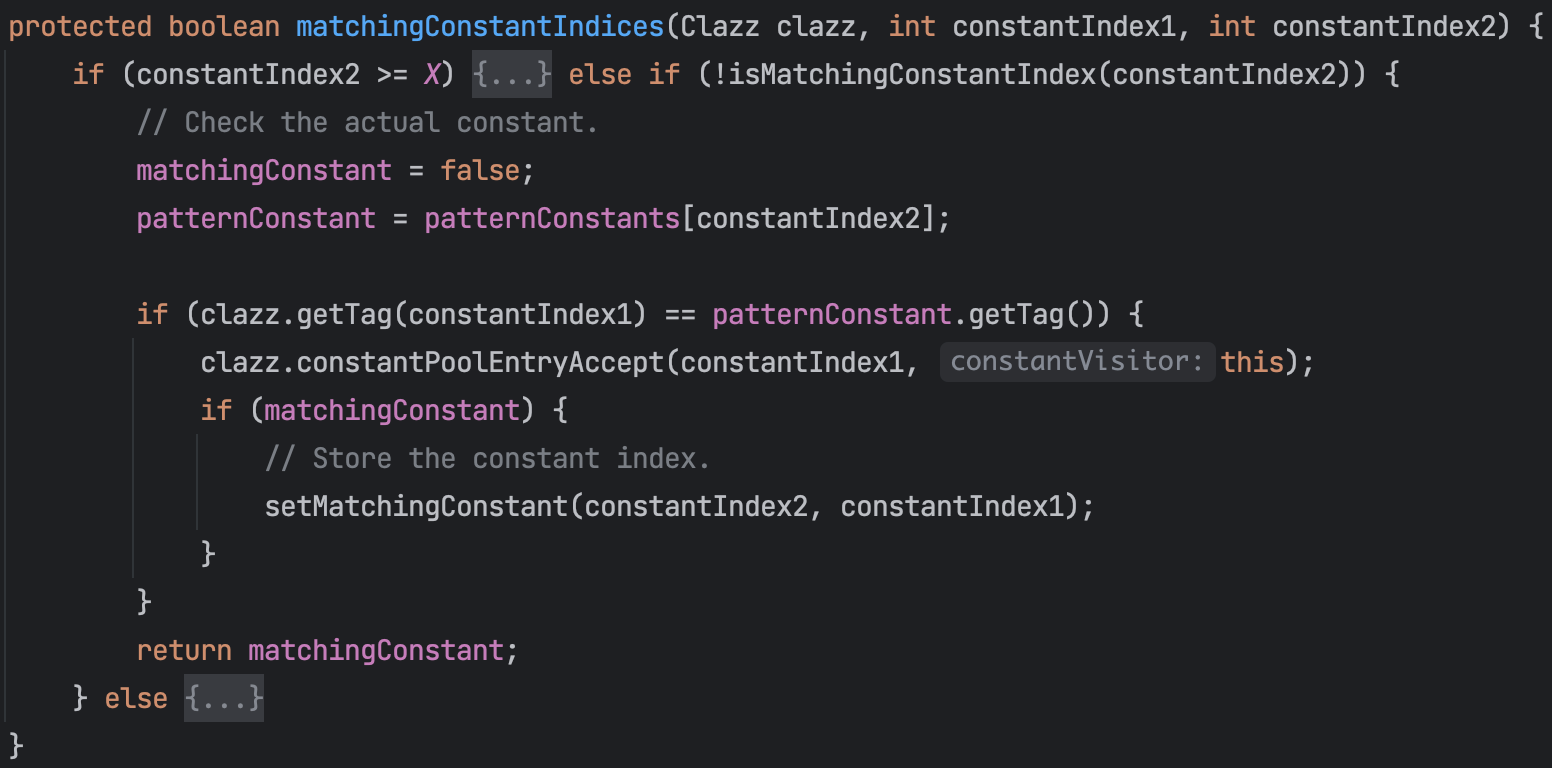 protected boolean matchingConstantIndices(Clazz clazz, int constantIndex1, int constantIndex2) {
    if (constantIndex2 >= X) {...} else if (!isMatchingConstantIndex(constantIndex2)) {
        // Check the actual constant.
        matchingConstant = false;
        patternConstant = patternConstants[constantIndex2];

        if (clazz.getTag(constantIndex1) == patternConstant.getTag()) {
            clazz.constantPoolEntryAccept(constantIndex1, constantVisitor: this);
            if (matchingConstant) {
                // Store the constant index.
                setMatchingConstant(constantIndex2, constantIndex1);
            }
        }
        return matchingConstant;
    } else {...}
}